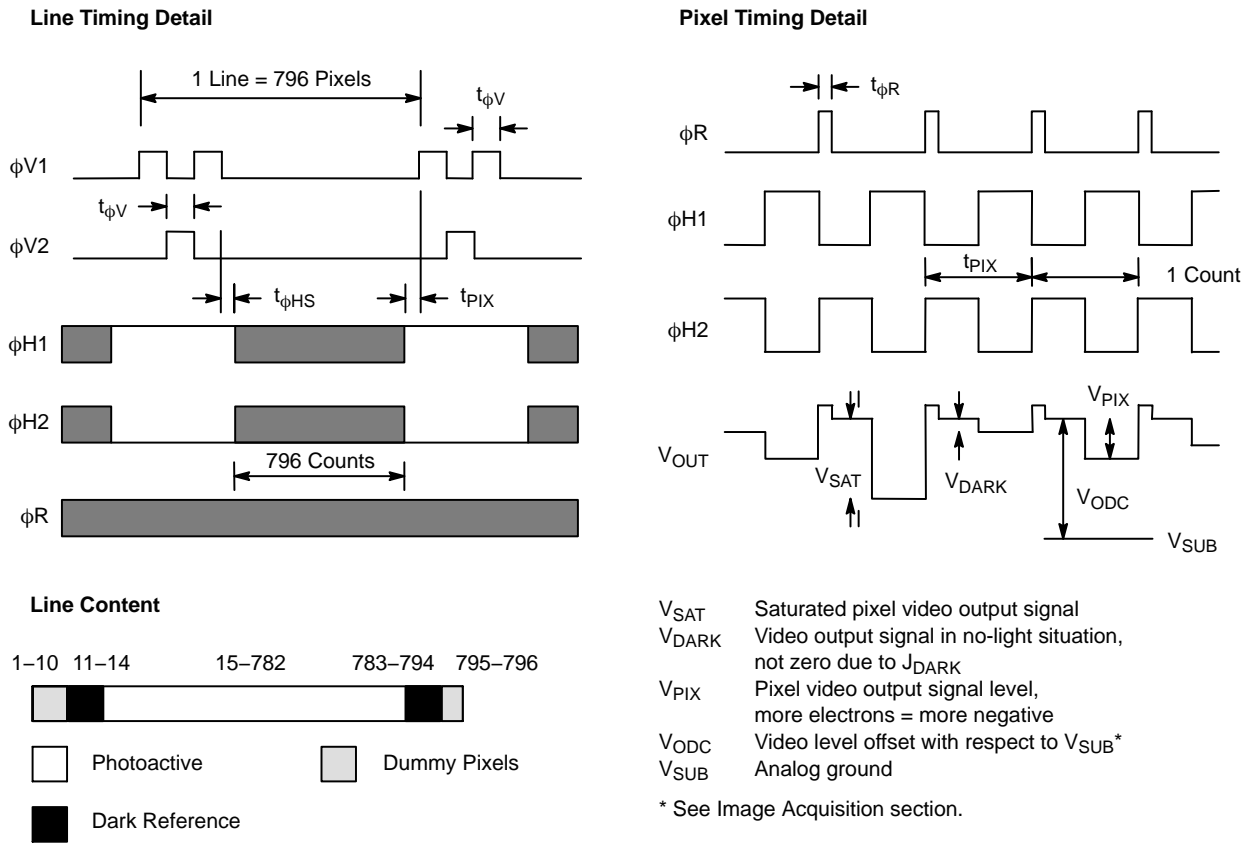 Line Timing Detail
1 Line = 796 Pixels
tϕV
ϕV1
tϕV
ϕV2
tϕHS
tPIX
ϕH1
ϕH2
796 Counts
ϕR
Pixel Timing Detail
tϕR
ϕR
ϕH1
tPIX
1 Count
ϕH2
VPIX
VOUT
VSAT
VDARK
VODC
VSUB
Line Content
1–10 11–14 15–782 783–794 795–796
Photoactive
Dummy Pixels
Dark Reference
VSAT Saturated pixel video output signal
VDARK Video output signal in no-light situation,
not zero due to JDARK
VPIX Pixel video output signal level,
more electrons = more negative
VODC Video level offset with respect to VSUB*
VSUB Analog ground
* See Image Acquisition section.